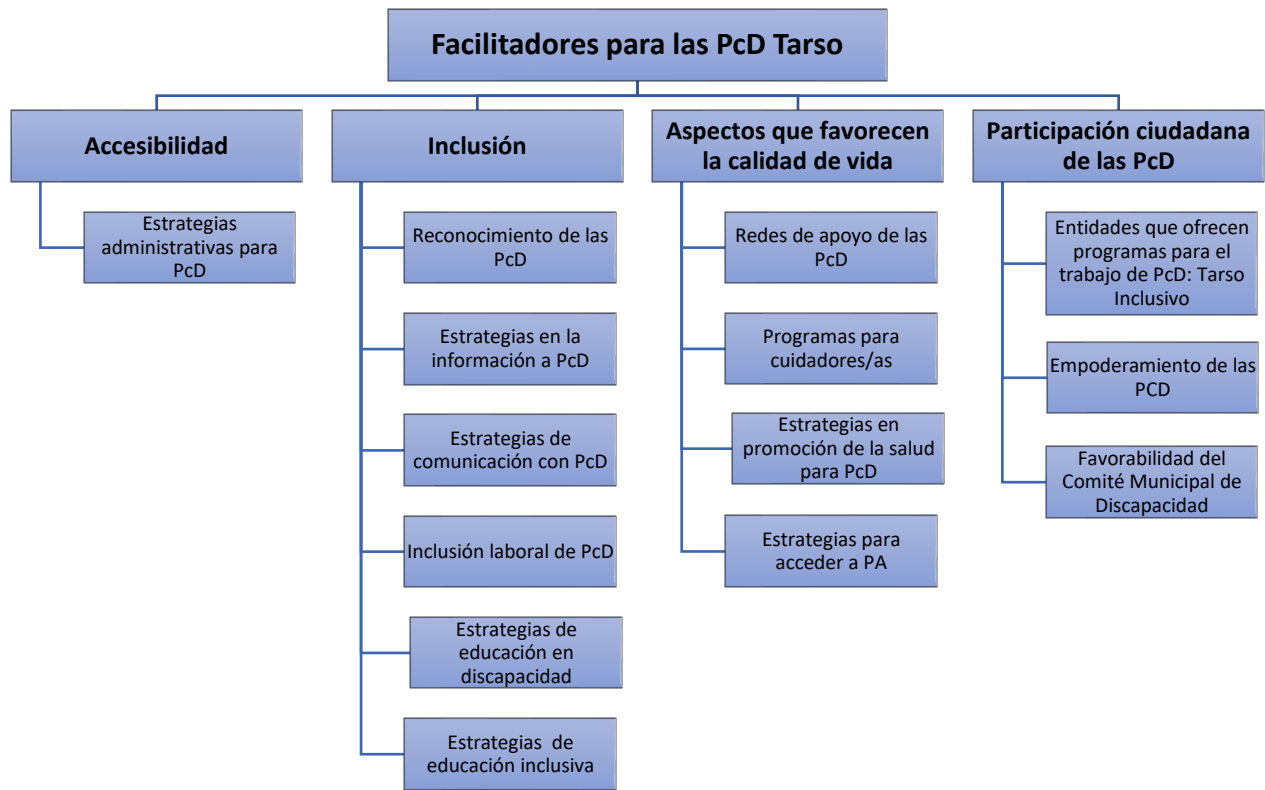 Facilitadores para las PcD Tarso
Accesibilidad
Estrategias
administrativas para
PcD
Inclusión
Reconocimiento de las
PcD
Estrategias en la
información a PcD
Estrategias de
comunicación con PcD
Inclusión laboral de PcD
Estrategias de
educación en
discapacidad
Estrategias de
educación inclusiva
Aspectos que favorecen
la calidad de vida
Redes de apoyo de las
PcD
Programas para
cuidadores/as
Estrategias en
promoción de la salud
para PcD
Estrategias para
acceder a PA
Participación ciudadana
de las PcD
Entidades que ofrecen
programas para el
trabajo de PcD: Tarso
Inclusivo
Empoderamiento de las
PCD
Favorabilidad del
Comité Municipal de
Discapacidad